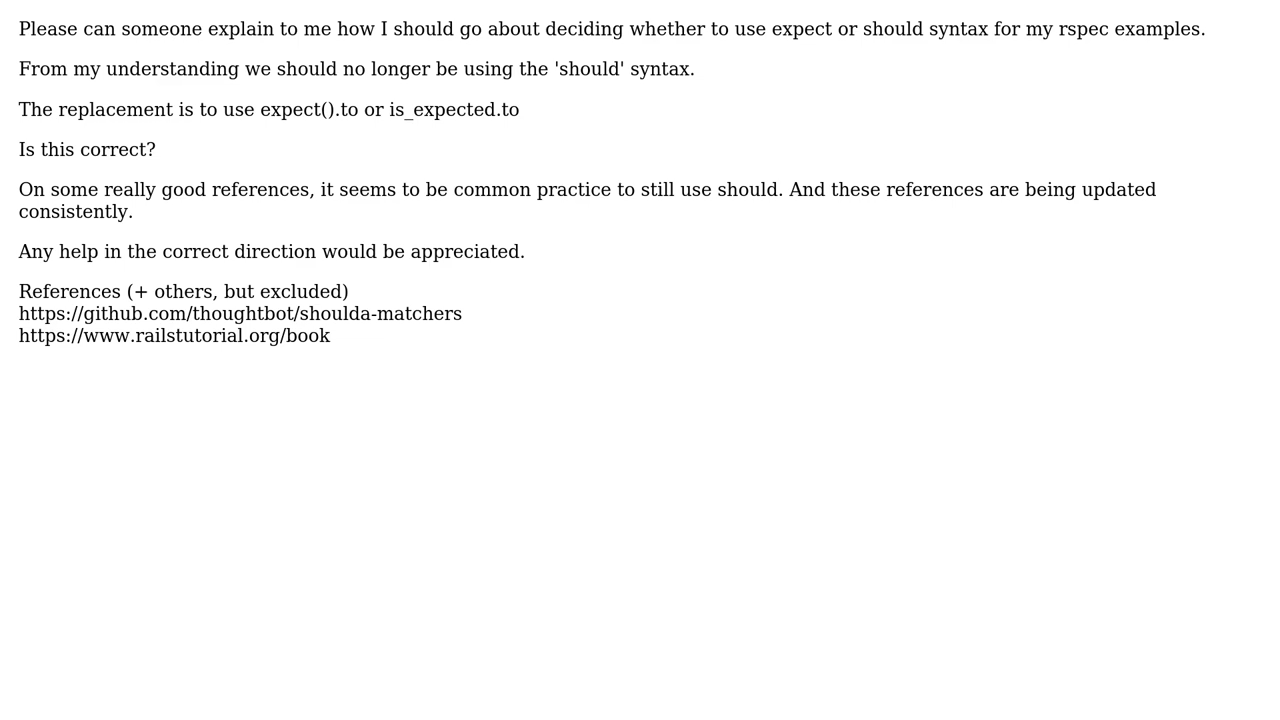 Please can someone explain to me how I should go about deciding whether to use expect or should syntax for my rspec examples.
From my understanding we should no longer be using the 'should' syntax.
The replacement is to use expect().to or is_expected.to
Is this correct?
On some really good references, it seems to be common practice to still use should. And these references are being updated
consistently.
Any help in the correct direction would be appreciated.
References (+ others, but excluded)
https://github.com/thoughtbot/shoulda-matchers
https://www.railstutorial.org/book